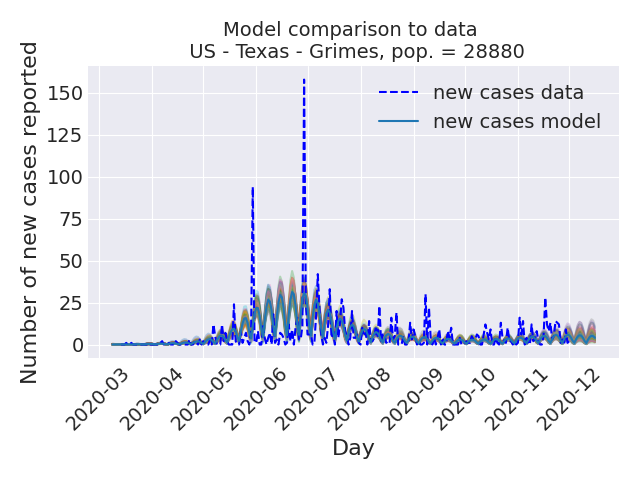 Model comparison to data
US - Texas - Grimes, pop. = 28880
Number of new cases reported
150
125
100
75
50
25
0
new cases data
new cases model
2020-03
2020-04
2020-05
2020-06
2020-07
2020-08
2020-09
2020-10
2020-11
2020-12
Day